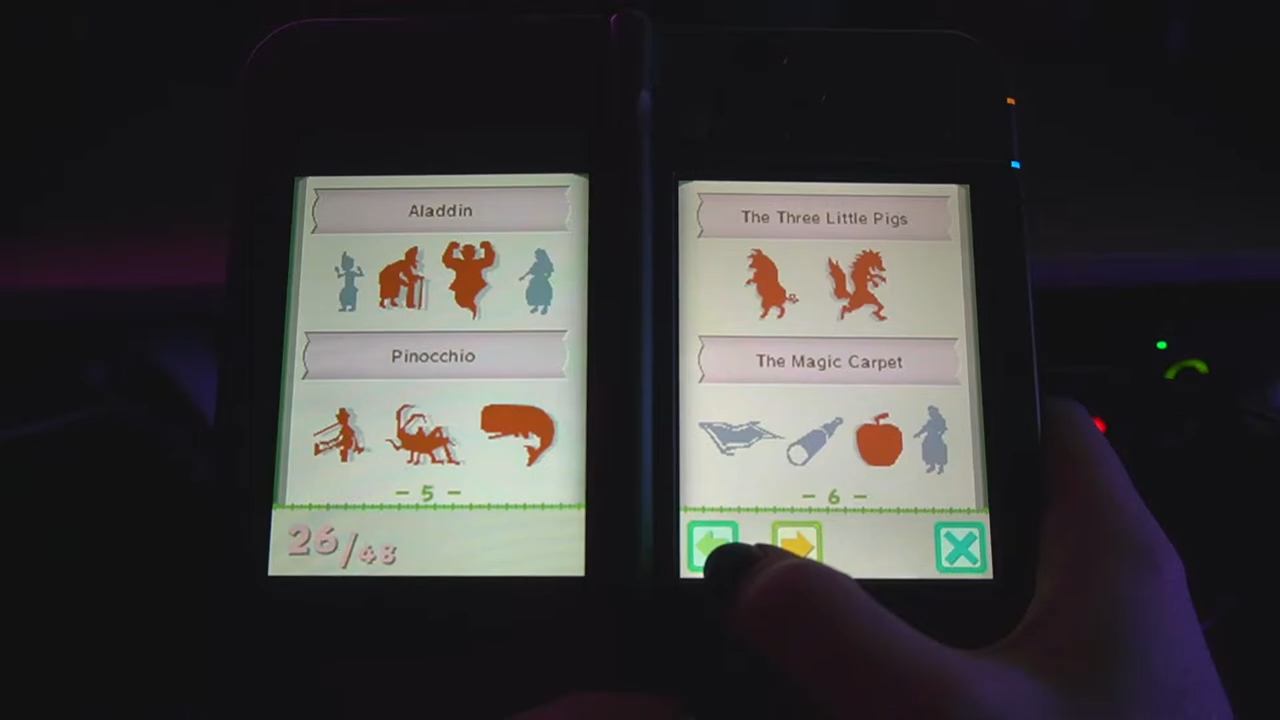 Aladdin
Pinocchio
- 5 -
26/48
The Three Little Pigs
The Magic Carpet
- 6 -